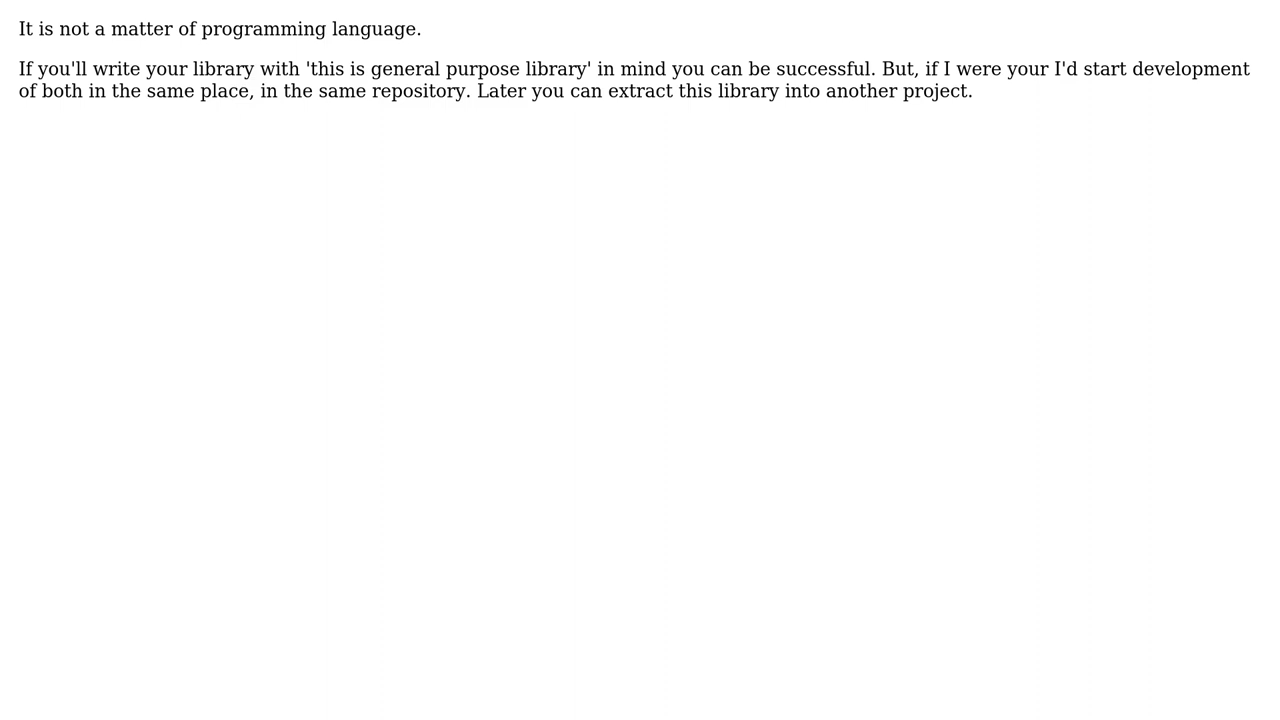 It is not a matter of programming language.
If you'll write your library with 'this is general purpose library' in mind you can be successful. But, if I were your I'd start development
of both in the same place, in the same repository. Later you can extract this library into another project.